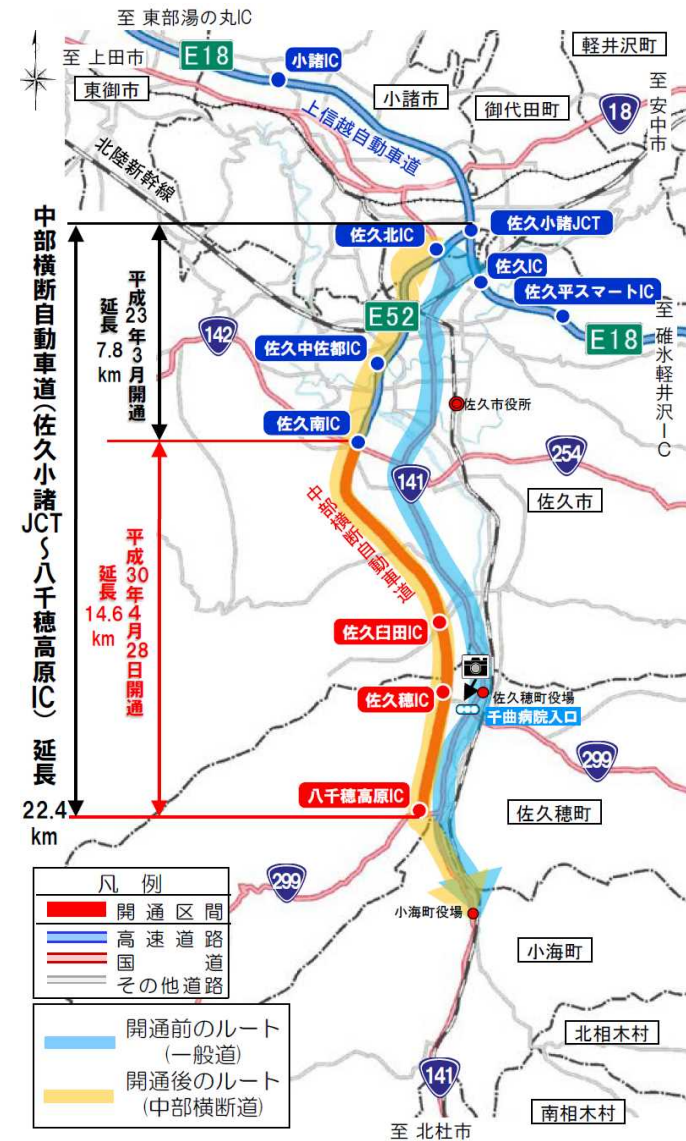 至 東部湯の丸IC
至 上田市
E18
小諸IC
軽井沢町
東御市
小諸市
御代田町
18
至 安中市
上信越自動車道
北陸新幹線
佐久北IC
佐久小諸JCT
佐久IC
佐久平スマートIC
E52
E18
至 碓氷軽井沢IC
142
佐久中佐都IC
佐久市役所
佐久南IC
254
141
佐久市
中部横断自動車道
中部横断自動車道(佐久小諸JCT～八千穂高原IC) 延長
22.4
km
平成23年3月開通
延長
7.8
km
平成30年4月28日開通
延長
14.6
km
佐久臼田IC
佐久穂IC
佐久穂町役場
千曲病院入口
299
八千穂高原IC
佐久穂町
299
小海町役場
小海町
北相木村
141
南相木村
至 北杜市
凡 例
開通区間
高速道路
国 道
その他道路
開通前のルート
(一般道)
開通後のルート
(中部横断道)